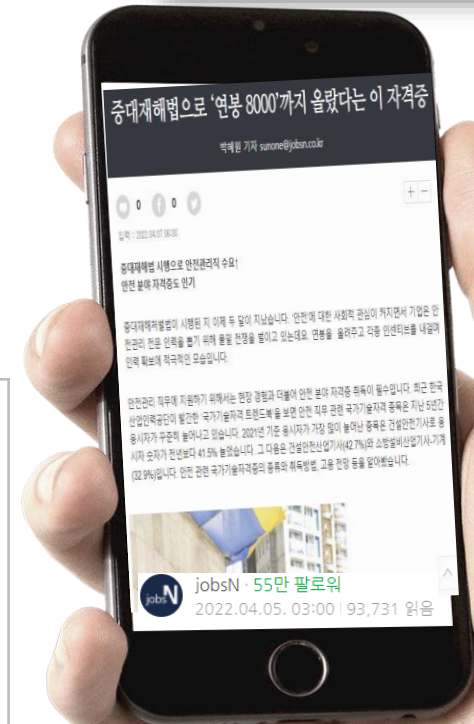 중대재해법으로 ‘연봉 8000’까지 올랐다는 이 자격증
박혜원 기자 sunone@jobsn.co.kr
0 f 0
+ -
입력 : 2022.04.07 06:00
중대재해법 시행으로 안전관리직 수요↑
안전 분야 자격증도 인기
중대재해처벌법이 시행된 지 이제 두 달이 지났습니다. ‘안전’에 대한 사회적 관심이 커지면서 기업은 안
전관리 전문 인력을 뽑기 위해 물밑 전쟁을 벌이고 있는데요. 연봉을 올려주고 각종 인센티브를 내걸며
인력 확보에 적극적인 모습입니다.
안전관리 직무에 지원하기 위해서는 현장 경험과 더불어 안전 분야 자격증 취득이 필수입니다. 최근 한국
산업인력공단이 발간한 ‘국가기술자격 트렌드북’을 보면 안전 직무 관련 국가기술자격 종목은 지난 5년간
응시자가 꾸준히 늘어나고 있습니다. 2021년 기준 응시자가 가장 많이 늘어난 종목은 건설안전기사로 응
시자 숫자가 전년보다 41.5% 늘었습니다. 그 다음은 건설안전산업기사(42.7%)와 소방설비산업기사-기계
(32.9%)입니다. 안전 관련 국가기술자격증의 종류와 취득방법, 고용 전망 등을 알아봤습니다.
jobsN
jobsN · 55만 팔로워
2022.04.05. 03:00 | 93,731 읽음